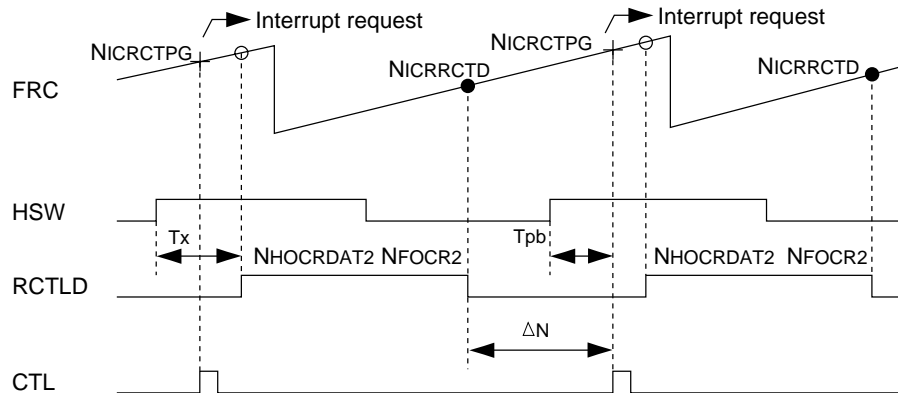 Interrupt request
Interrupt request
NICRCTPG
NICRCTPG
NICRRCTD
NICRRCTD
FRC
HSW
Tx
Tpb
NHOCRDAT2 NFOCR2
NHOCRDAT2 NFOCR2
RCTLD
ΔN
CTL